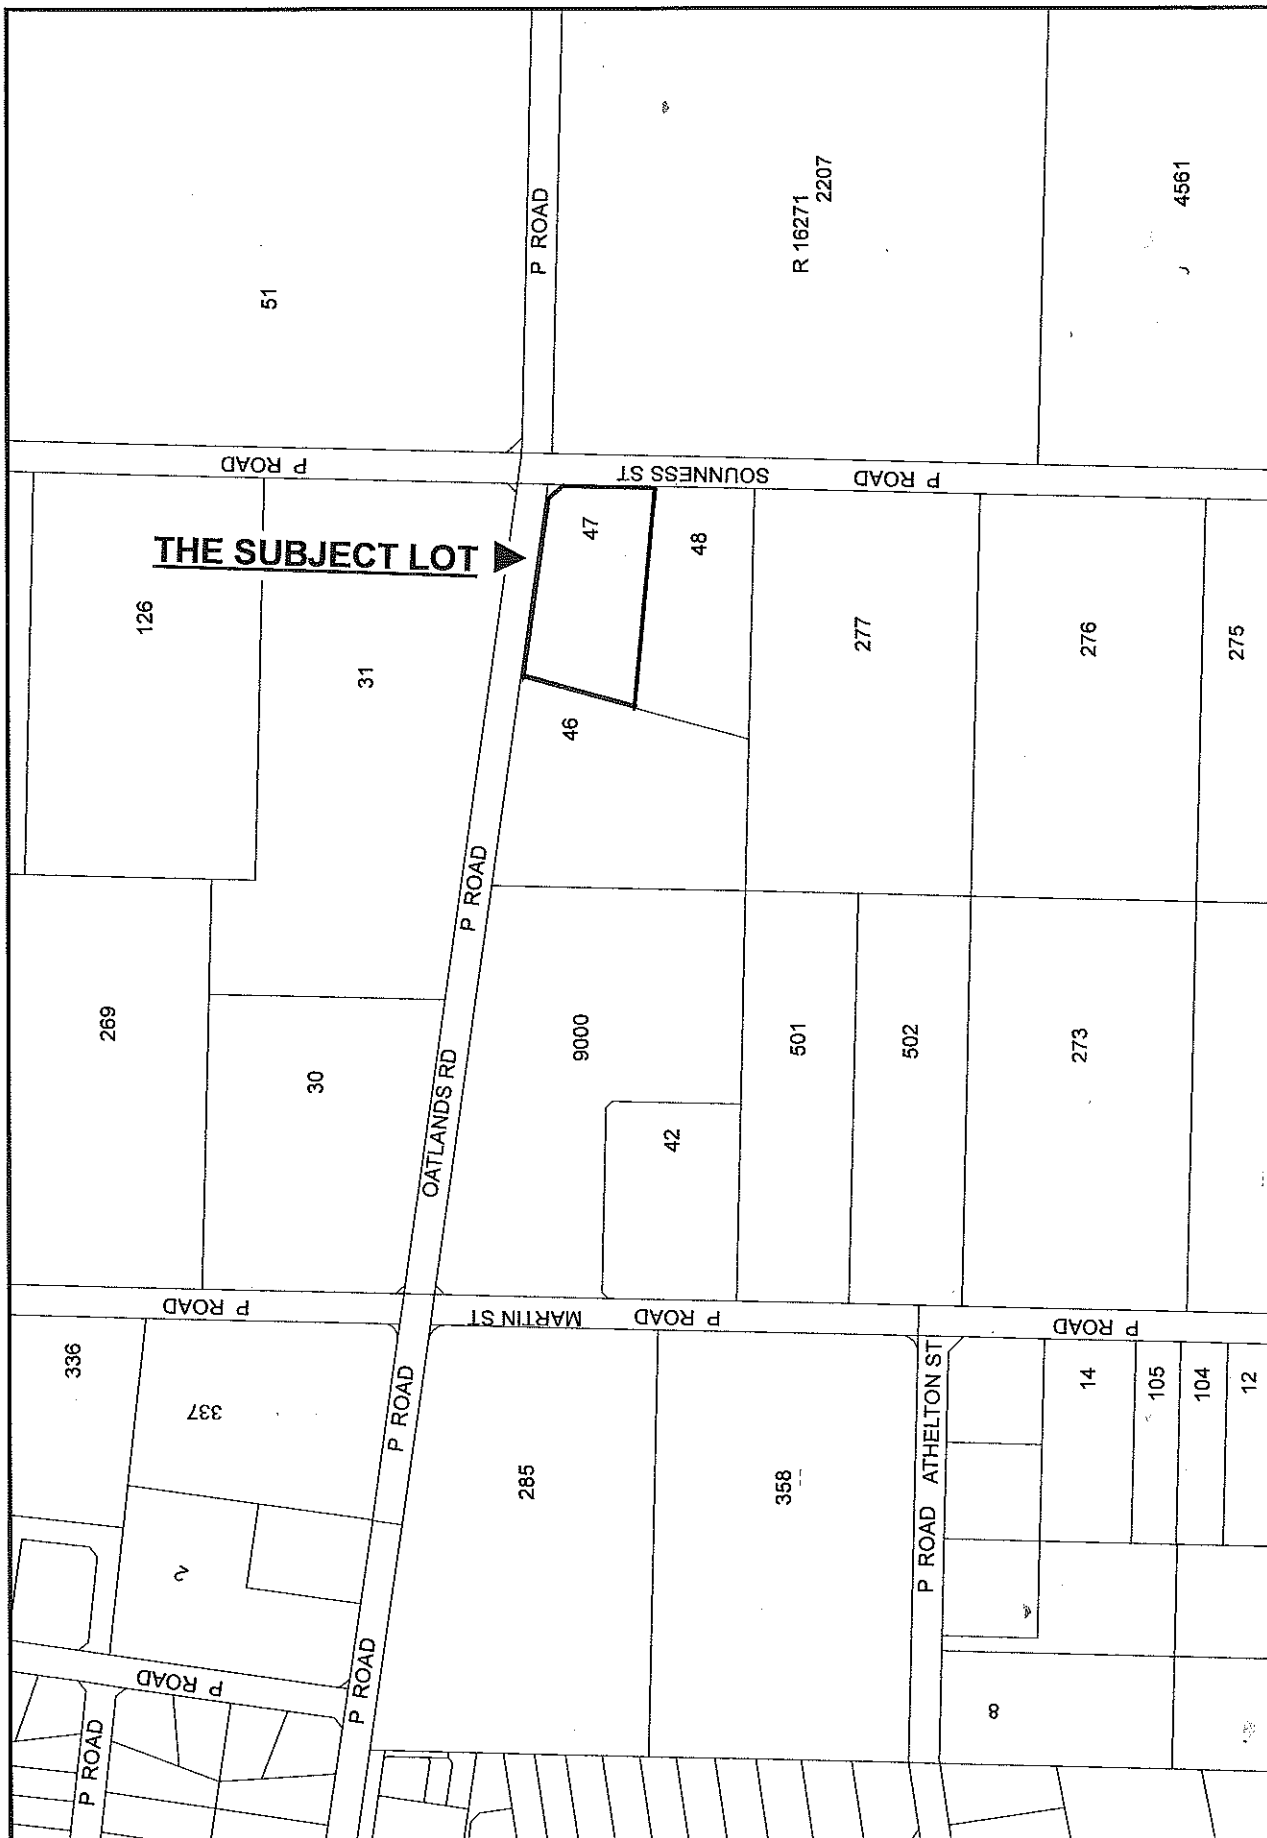 51
P ROAD
R 16271
2207
4561
P ROAD
SOUNNESS ST
P ROAD
THE SUBJECT LOT
47
48
126
31
46
277
276
275
P ROAD
269
30
OATLANDS RD
9000
42
501
502
273
P ROAD
MARTIN ST
P ROAD
P ROAD
336
337
P ROAD
285
358
P ROAD ATHELTON ST
14
105
104
12
2
P ROAD
P ROAD
P ROAD
8